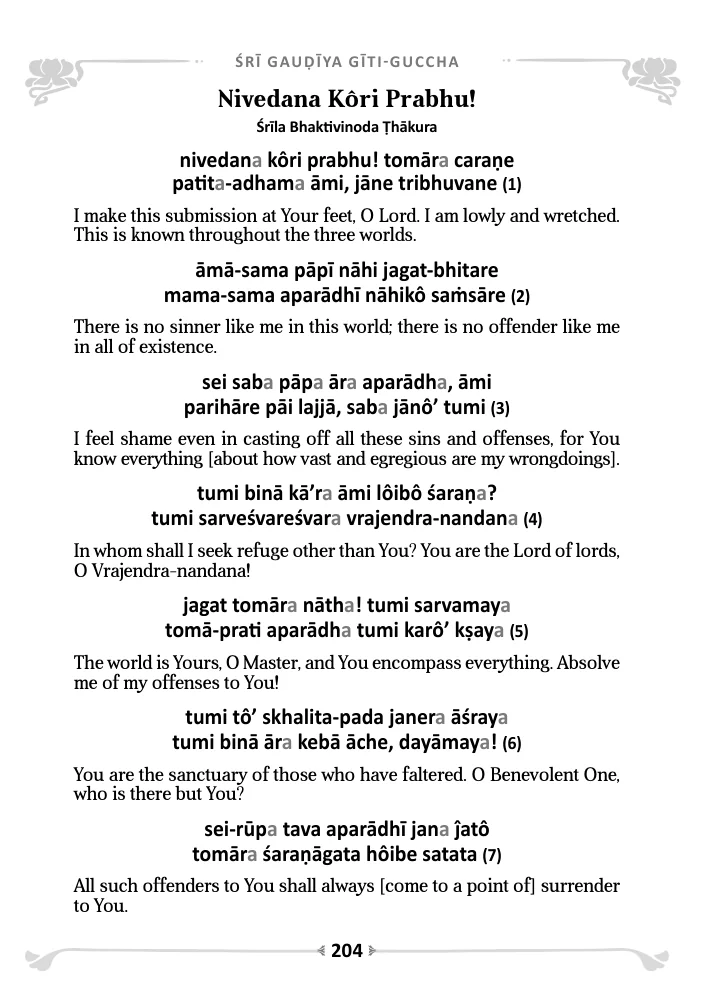 ŚRĪ GAUḌĪYA GĪTI-GUCCHA
Nivedana Kôri Prabhu!
Śrīla Bhaktivinoda Ṭhākura
nivedana kôri prabhu! tomāra caraṇe
patita-adhama āmi, jāne tribhuvane (1)
I make this submission at Your feet, O Lord. I am lowly and wretched.
This is known throughout the three worlds.
āmā-sama pāpī nāhi jagat-bhitare
mama-sama aparādhī nāhikô saṁsāre (2)
There is no sinner like me in this world; there is no offender like me
in all of existence.
sei saba pāpa āra aparādha, āmi
parihāre pāi lajjā, saba jānô’ tumi (3)
I feel shame even in casting off all these sins and offenses, for You
know everything [about how vast and egregious are my wrongdoings].
tumi binā kā’ra āmi lôibô śaraṇa?
tumi sarveśvareśvara vrajendra-nandana (4)
In whom shall I seek refuge other than You? You are the Lord of lords,
O Vrajendra-nandana!
jagat tomāra nātha! tumi sarvamaya
tomā-prati aparādha tumi karô’ kṣaya (5)
The world is Yours, O Master, and You encompass everything. Absolve
me of my offenses to You!
tumi tô’ skhalita-pada janera āśraya
tumi binā āra kebā āche, dayāmaya! (6)
You are the sanctuary of those who have faltered. O Benevolent One,
who is there but You?
sei-rūpa tava aparādhī jana ĵatô
tomāra śaraṇāgata hôibe satata (7)
All such offenders to You shall always [come to a point of] surrender
to You.
204